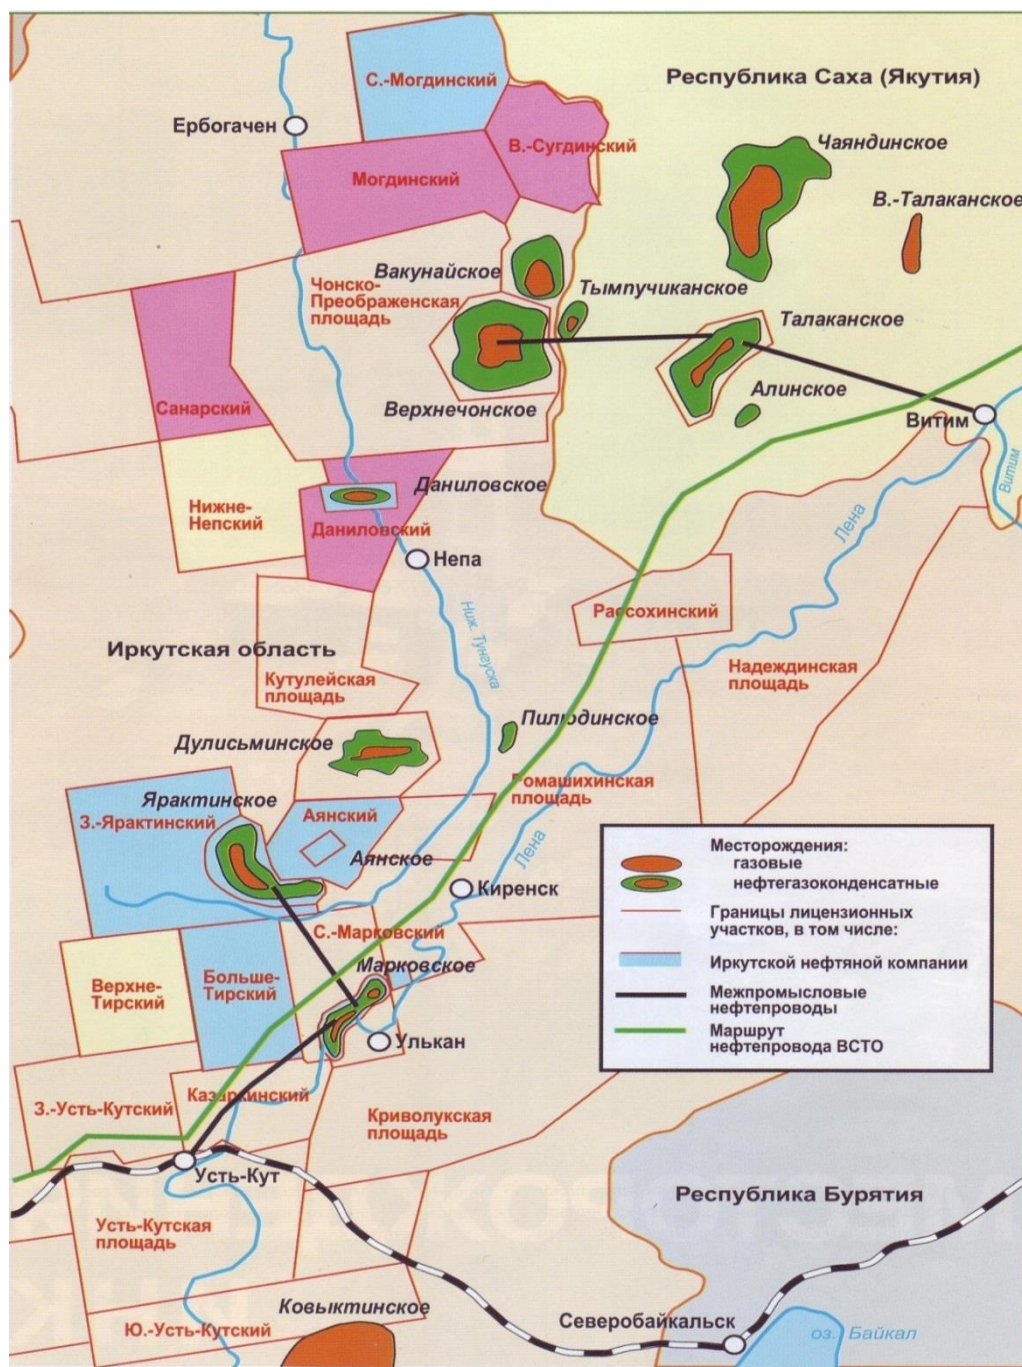 С.-Могдинский
Республика Саха (Якутия)
Ербогачен
В.-Сугдинский
Чаяндинское
Могдинский
В.-Талаканское
Вакунайское
Чонско-
Преображенская
площадь
Тымпучиканское
Талаканское
Алинское
Санарский
Верхнечонское
Витим
Витим
Даниловское
Нижне-
Непский
Даниловский
Лена
Непа
Рассохинский
Ниж. Тунгуска
Иркутская область
Кутулейская
площадь
Надеждинская
площадь
Пилюдинское
Дулисьминское
Ромашихинская
площадь
Ярактинское
З.-Ярактинский
Аянский
Аянское
Лена
Киренск
С.-Марковский
Марковское
Верхне-
Тирский
Больше-
Тирский
Улькан
Месторождения:
газовые
нефтегазоконденсатные
Границы лицензионных
участков, в том числе:
Иркутской нефтяной компании
Межпромысловые
нефтепроводы
Маршрут
нефтепровода ВСТО
З.-Усть-Кутский
Казаркинский
Криволукская
площадь
Усть-Кут
Республика Бурятия
Усть-Кутская
площадь
Ковыктинское
Ю.-Усть-Кутский
Северобайкальск
оз. Байкал